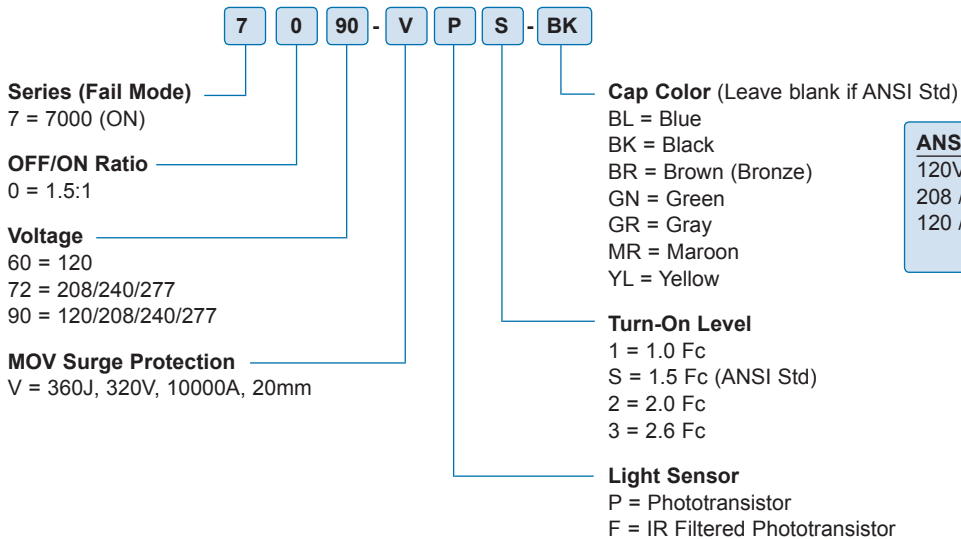 7 0 90 - V P S - BK
Series (Fail Mode)
7 = 7000 (ON)
OFF/ON Ratio
0 = 1.5:1
Voltage
60 = 120
72 = 208/240/277
90 = 120/208/240/277
MOV Surge Protection
V = 360J, 320V, 10000A, 20mm
Cap Color (Leave blank if ANSI Std)
BL = Blue
BK = Black
BR = Brown (Bronze)
GN = Green
GR = Gray
MR = Maroon
YL = Yellow
ANS
120V
208 /
120 /
Turn-On Level
1 = 1.0 Fc
S = 1.5 Fc (ANSI Std)
2 = 2.0 Fc
3 = 2.6 Fc
Light Sensor
P = Phototransistor
F = IR Filtered Phototransistor